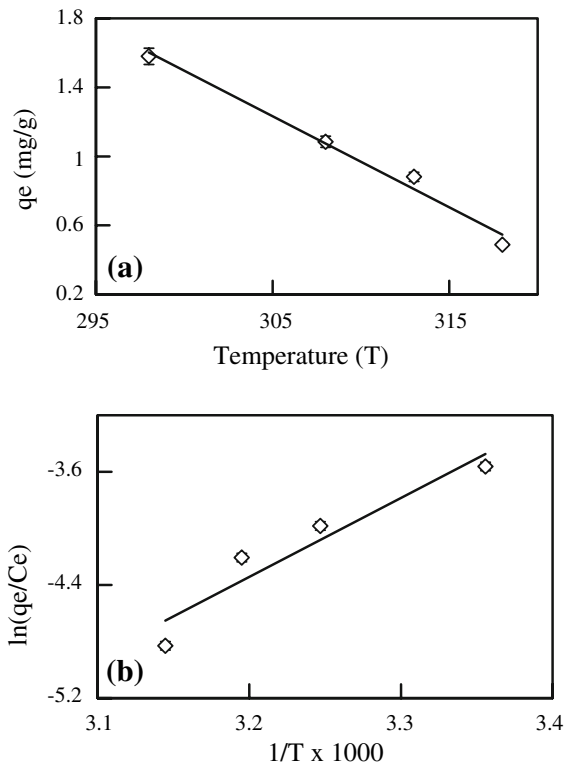 1.8
1.4
1
0.6
0.2
qe (mg/g)
(a)
295
305
315
Temperature (T)
-3.6
-4.4
-5.2
ln(qe/Ce)
(b)
3.1
3.2
3.3
3.4
1/T x 1000